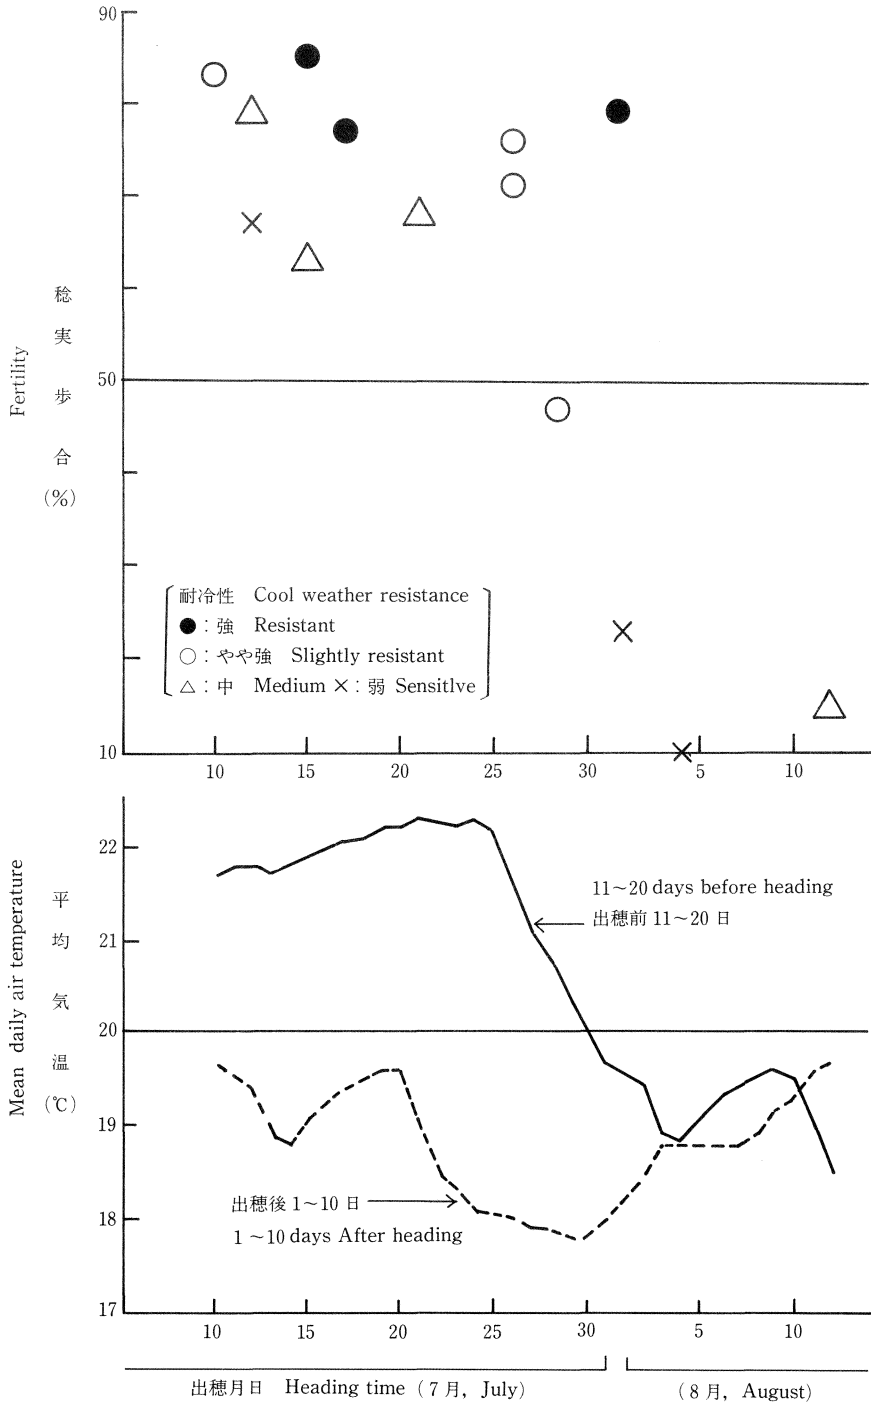 90
50
10
Fertility
稔実歩合
(%)
耐冷性 Cool weather resistance
●:強 Resistant
○:やや強 Slightly resistant
△:中 Medium ×:弱 Sensitlve
10 15 20 25 30 5 10
22
21
20
19
18
17
Mean daily air temperature
平均気温
(℃)
11~20 days before heading
出穂前 11~20 日
出穂後 1~10 日
1~10 days After heading
10 15 20 25 30 5 10
出穂月日 Heading time (7月, July)
(8月, August)